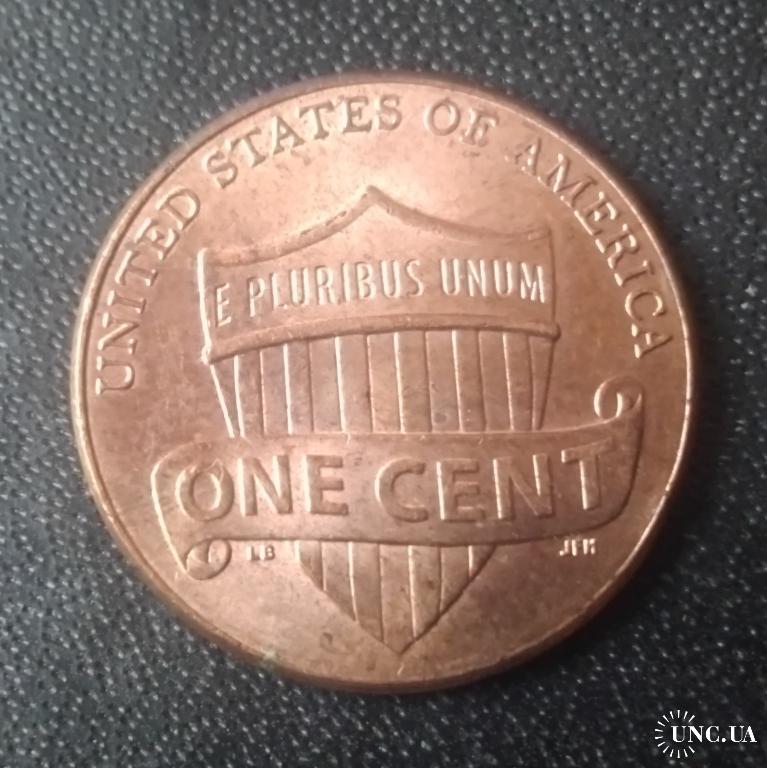 UNITED STATES OF AMERICA
E PLURIBUS UNUM
ONE CENT
LB JFM
UNC.UA